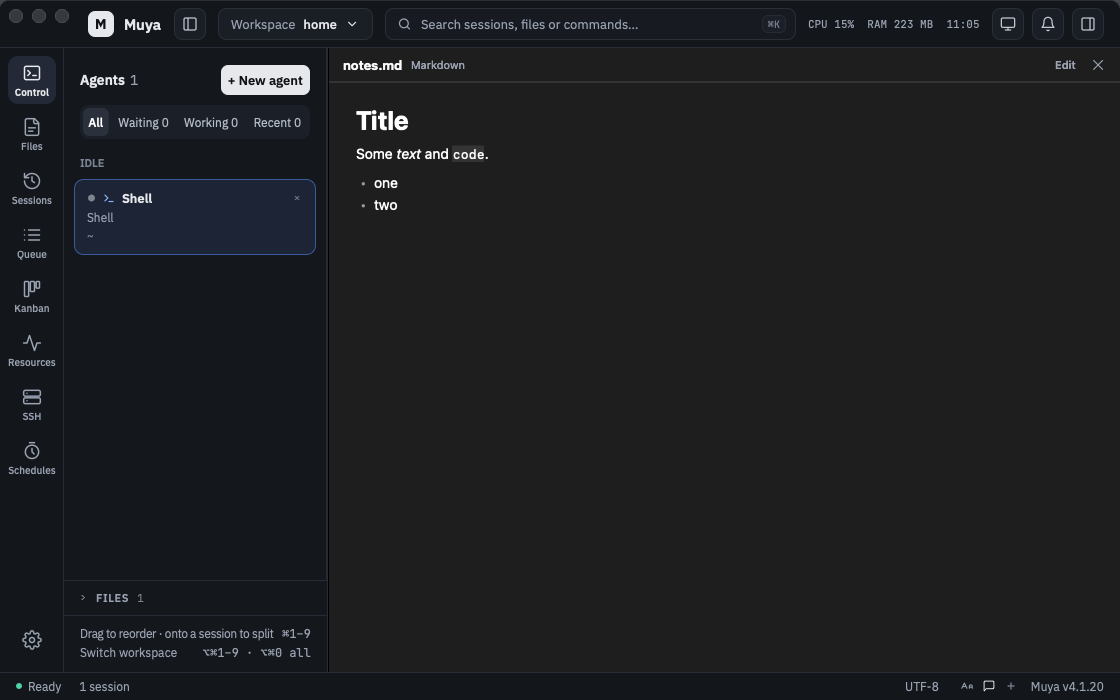 M Muya Workspace home Search sessions, files or commands... ⌘K CPU 15% RAM 223 MB 11:05
Control
Files
Sessions
Queue
Kanban
Resources
SSH
Schedules
Agents 1 + New agent
All Waiting 0 Working 0 Recent 0
IDLE
Shell ×
Shell
~
FILES 1
Drag to reorder · onto a session to split ⌘1–9
Switch workspace ⌥⌘1–9 · ⌥⌘0 all
notes.md Markdown Edit
Title
Some text and code.
• one
• two
Ready 1 session UTF-8 Aa + Muya v4.1.20